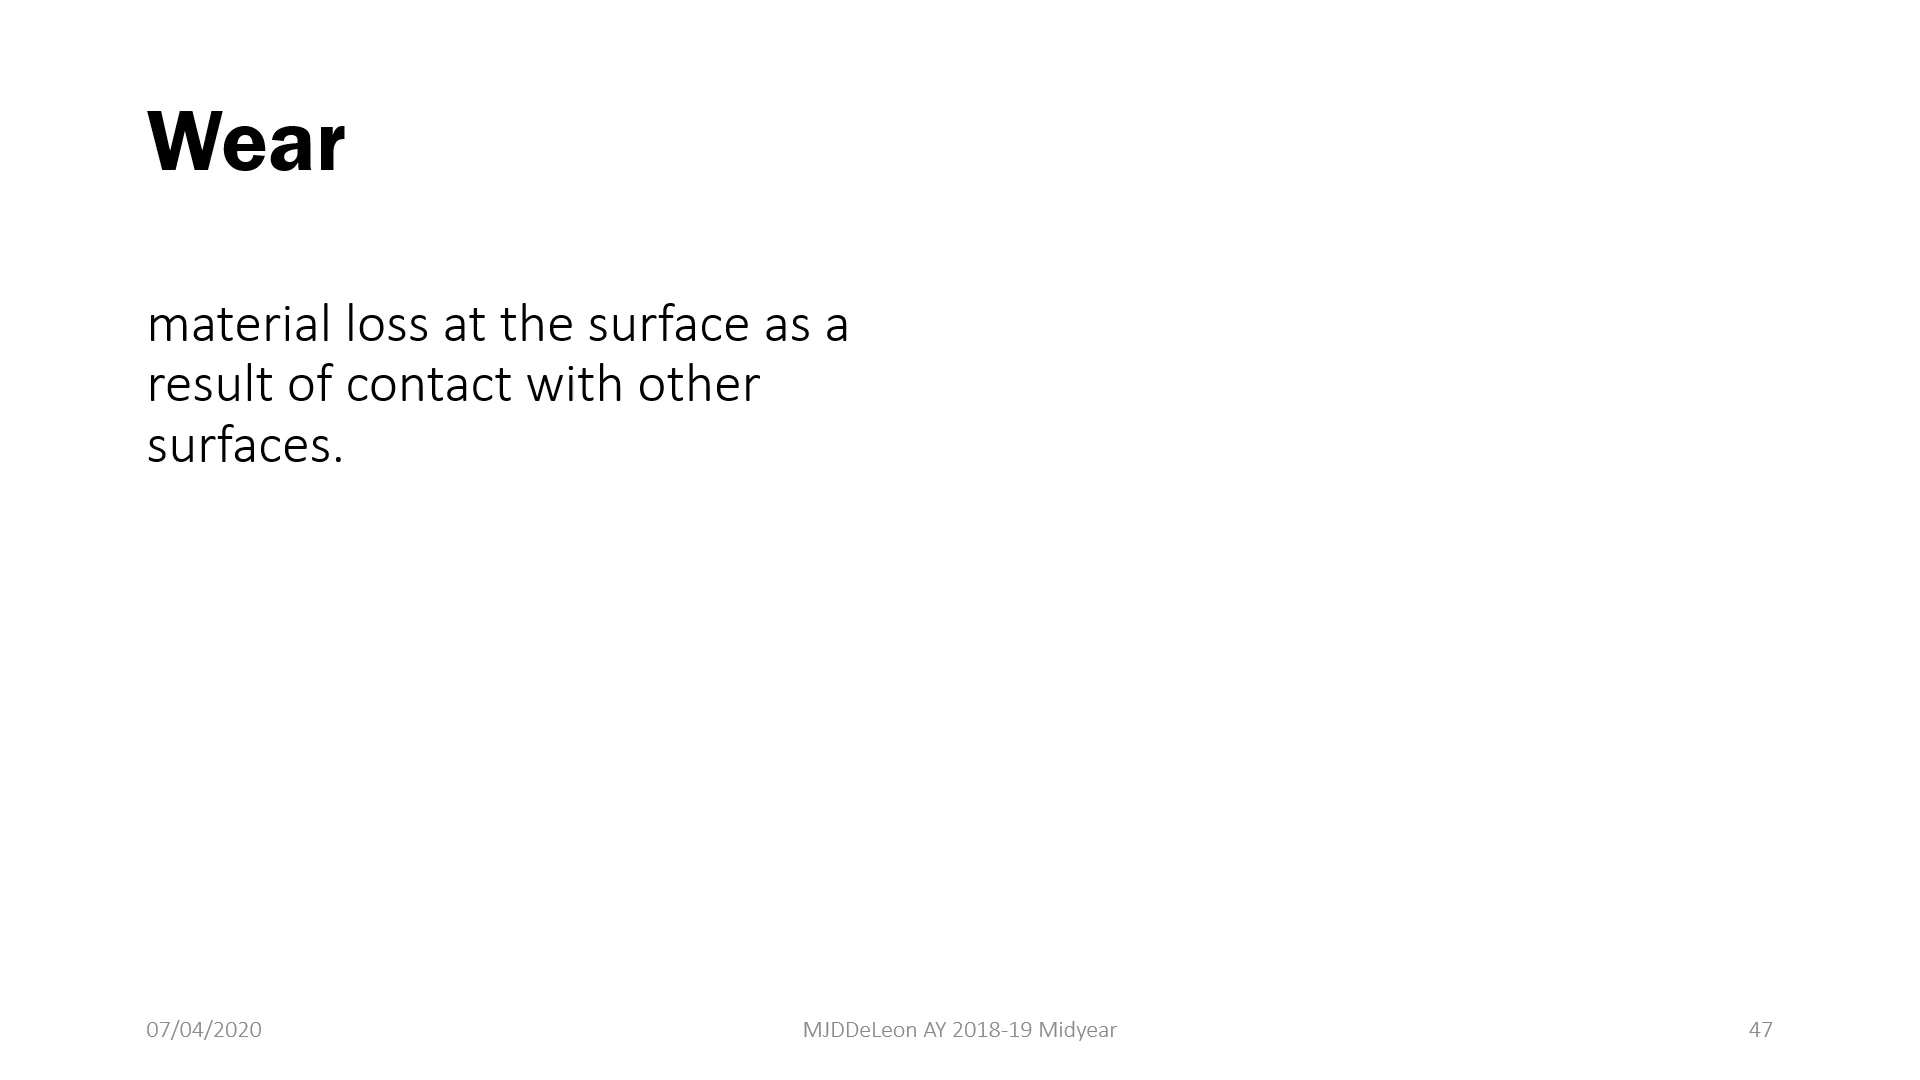 Wear
material loss at the surface as a
result of contact with other
surfaces.
07/04/2020
MJDDeLeon AY 2018-19 Midyear
47